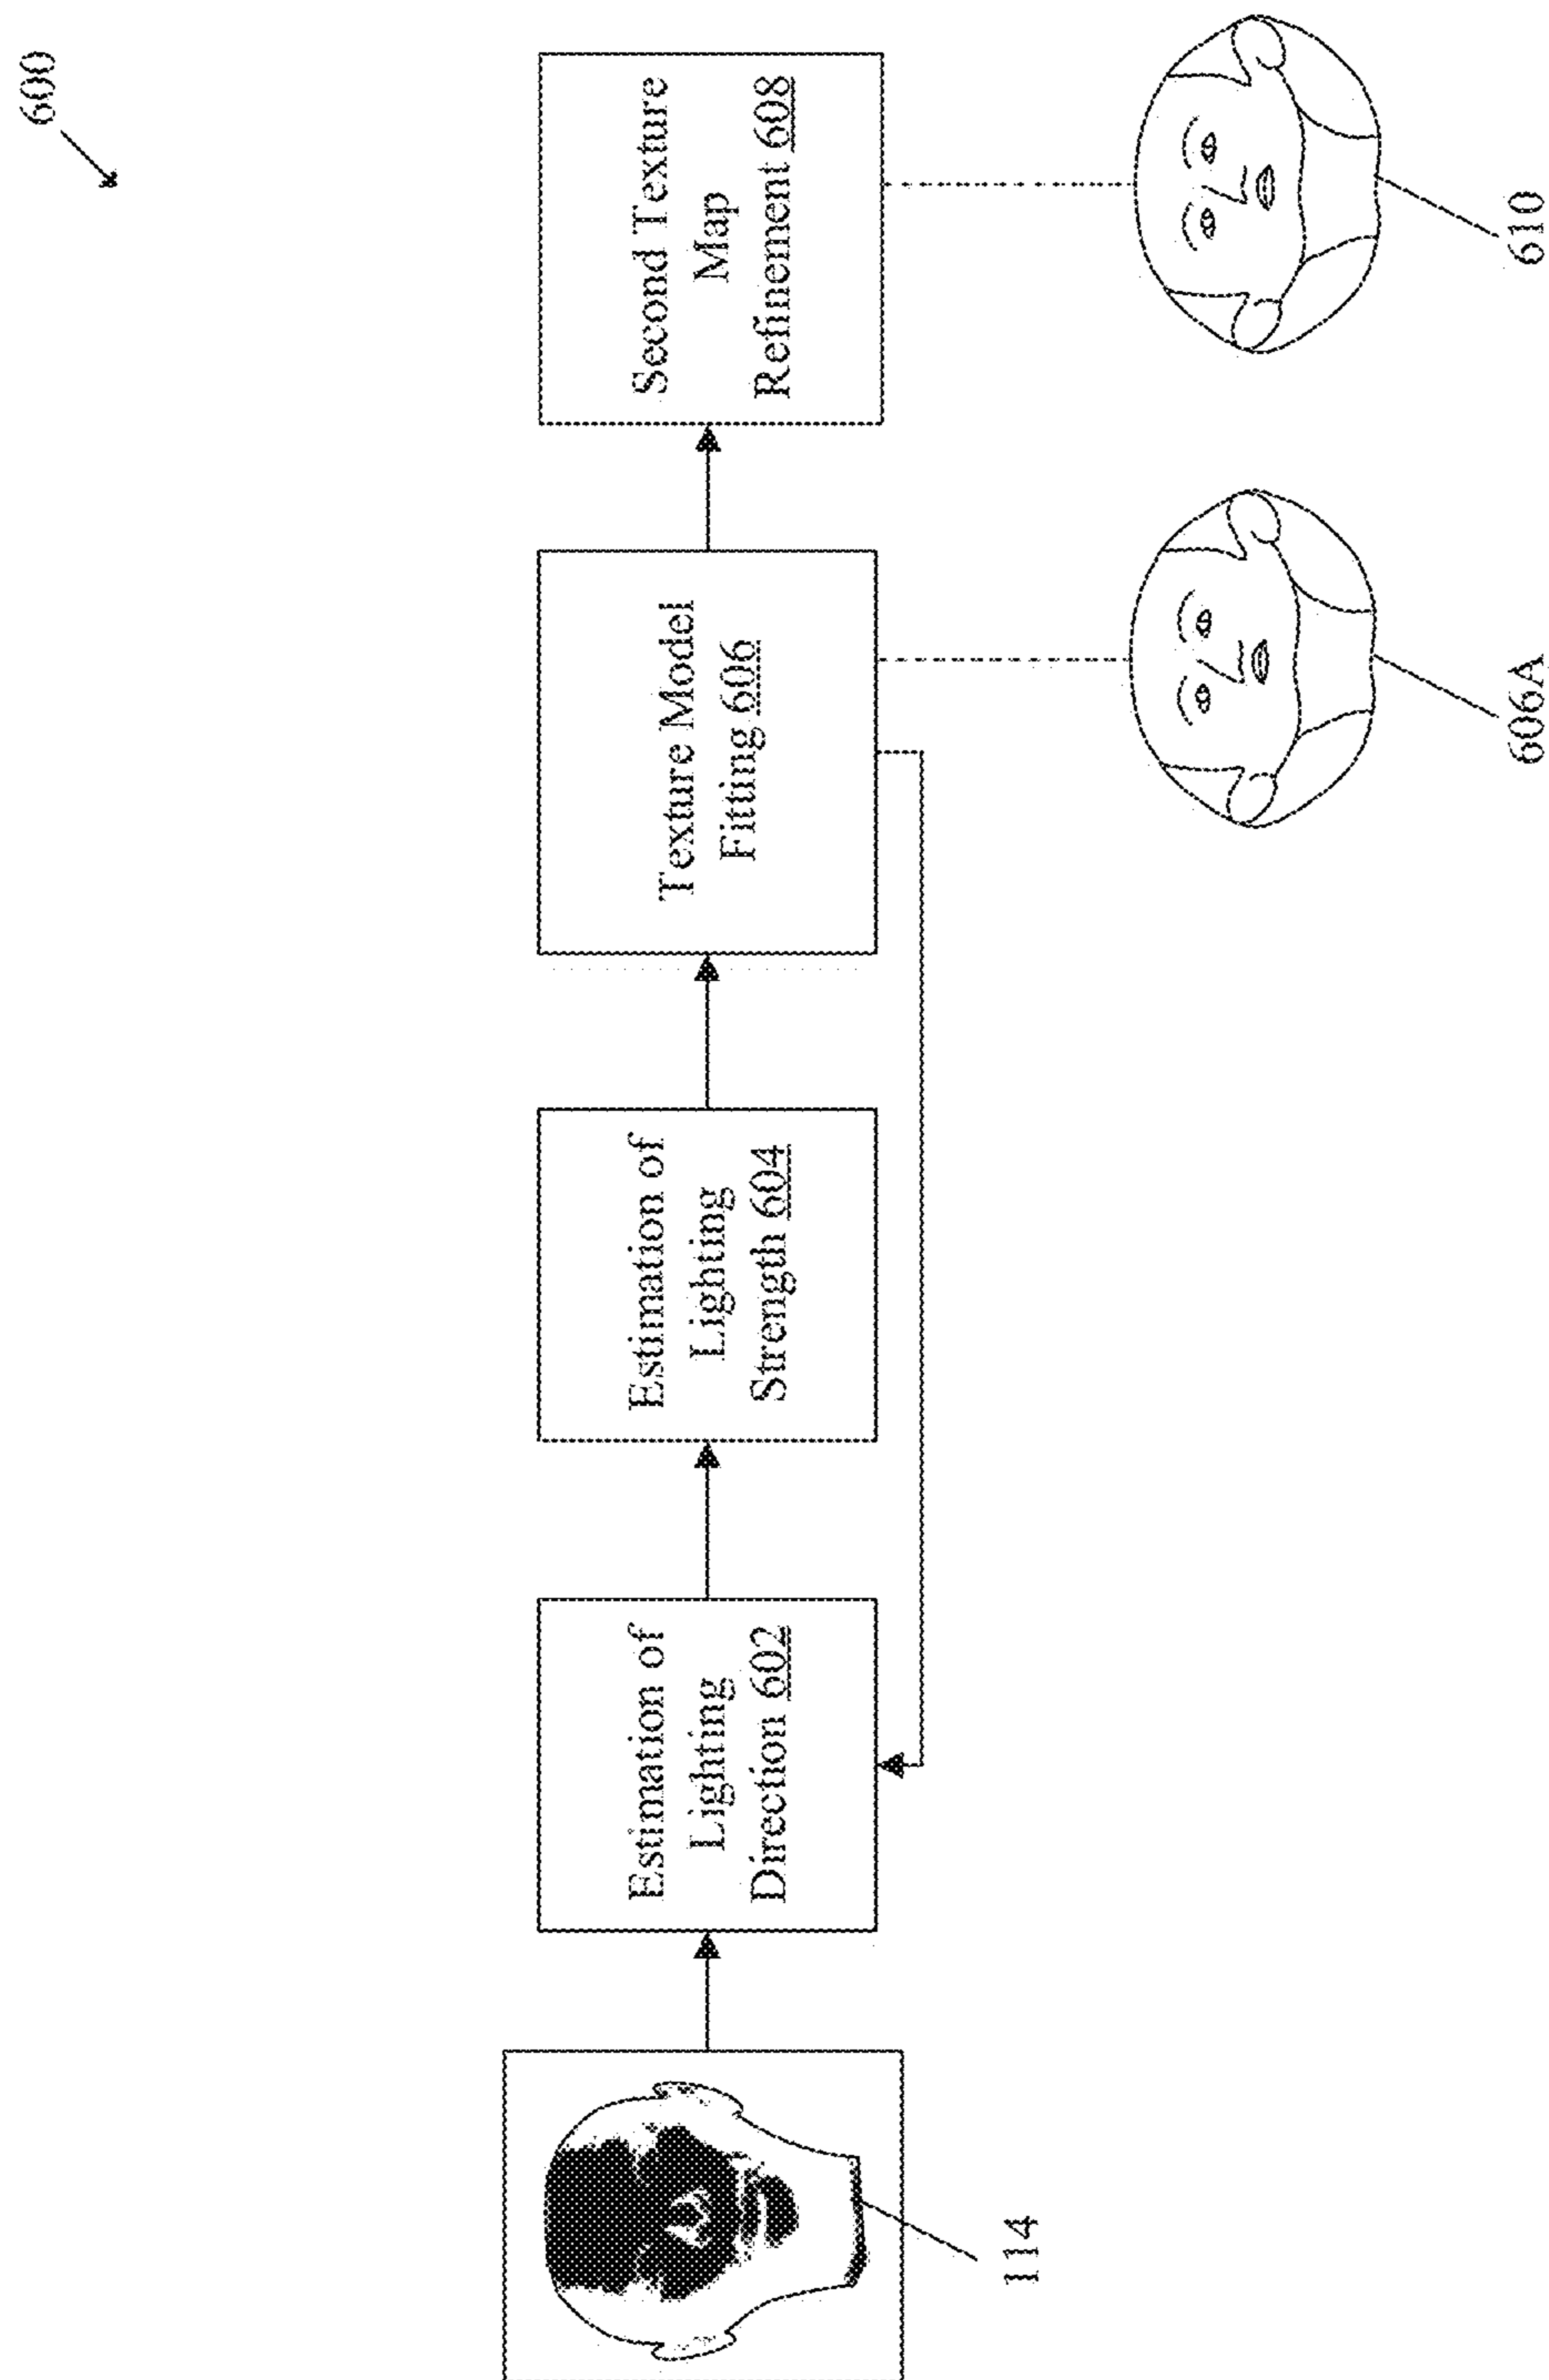 600
114
Estimation of
Lighting
Direction 602
Estimation of
Lighting
Strength 604
Texture Model
Fitting 606
Second Texture
Map
Refinement 608
606A
610